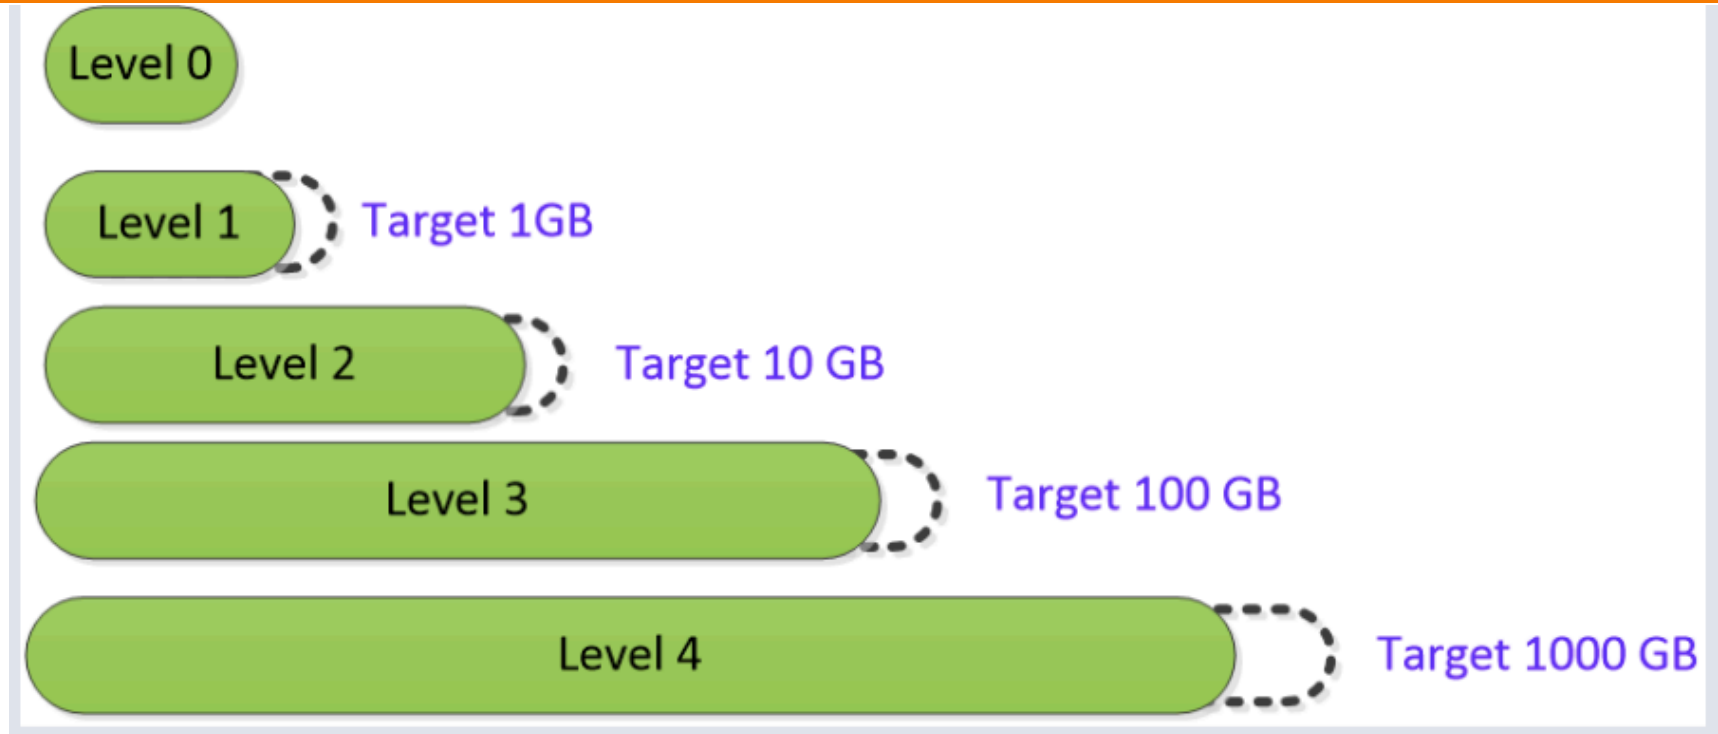 Level 0
Level 1
Target 1GB
Level 2
Target 10 GB
Level 3
Target 100 GB
Level 4
Target 1000 GB